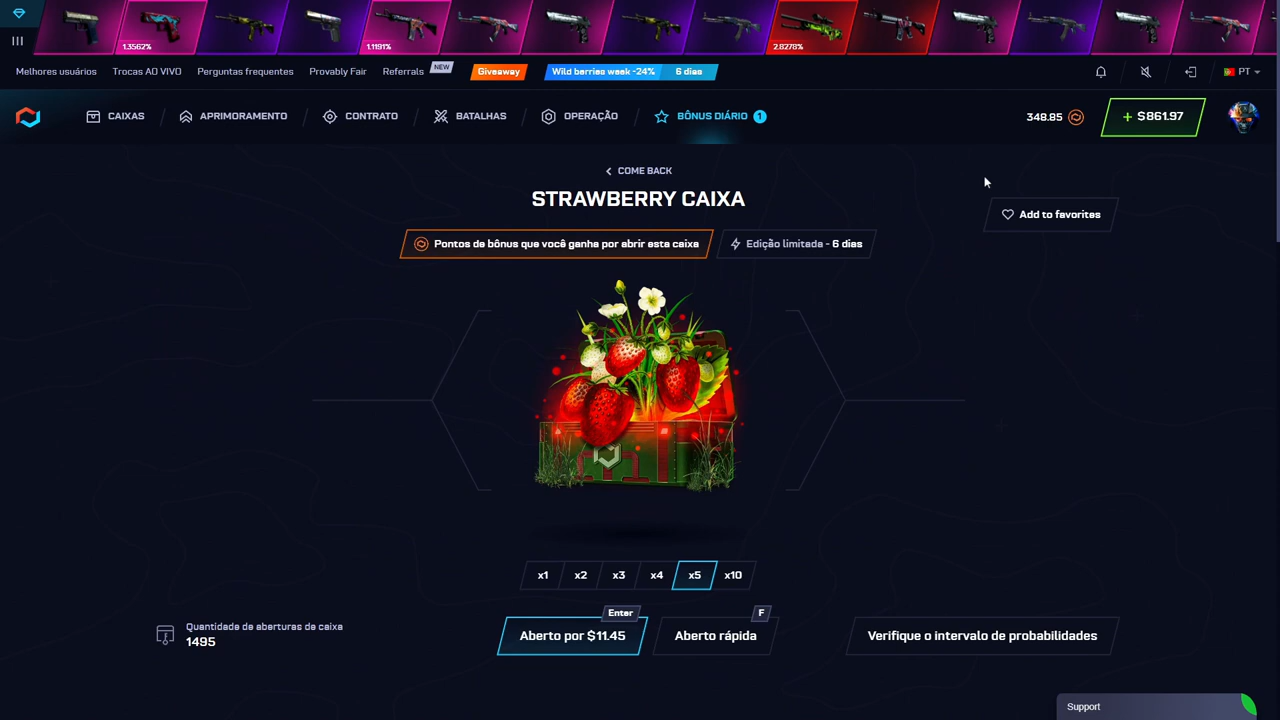 1.3562%
1.1191%
2.8278%
Melhores usuários
Trocas AO VIVO
Perguntas frequentes
Provably Fair
Referrals
NEW
Giveaway
Wild berries week -24%
6 dias
PT
CAIXAS
APRIMORAMENTO
CONTRATO
BATALHAS
OPERAÇÃO
BÔNUS DIÁRIO
1
348.85
+ $861.97
COME BACK
STRAWBERRY CAIXA
Add to favorites
Pontos de bônus que você ganha por abrir esta caixa
Edição limitada - 6 dias
x1
x2
x3
x4
x5
x10
Enter
F
Quantidade de aberturas de caixa
1495
Aberto por $11.45
Aberto rápida
Verifique o intervalo de probabilidades
Support